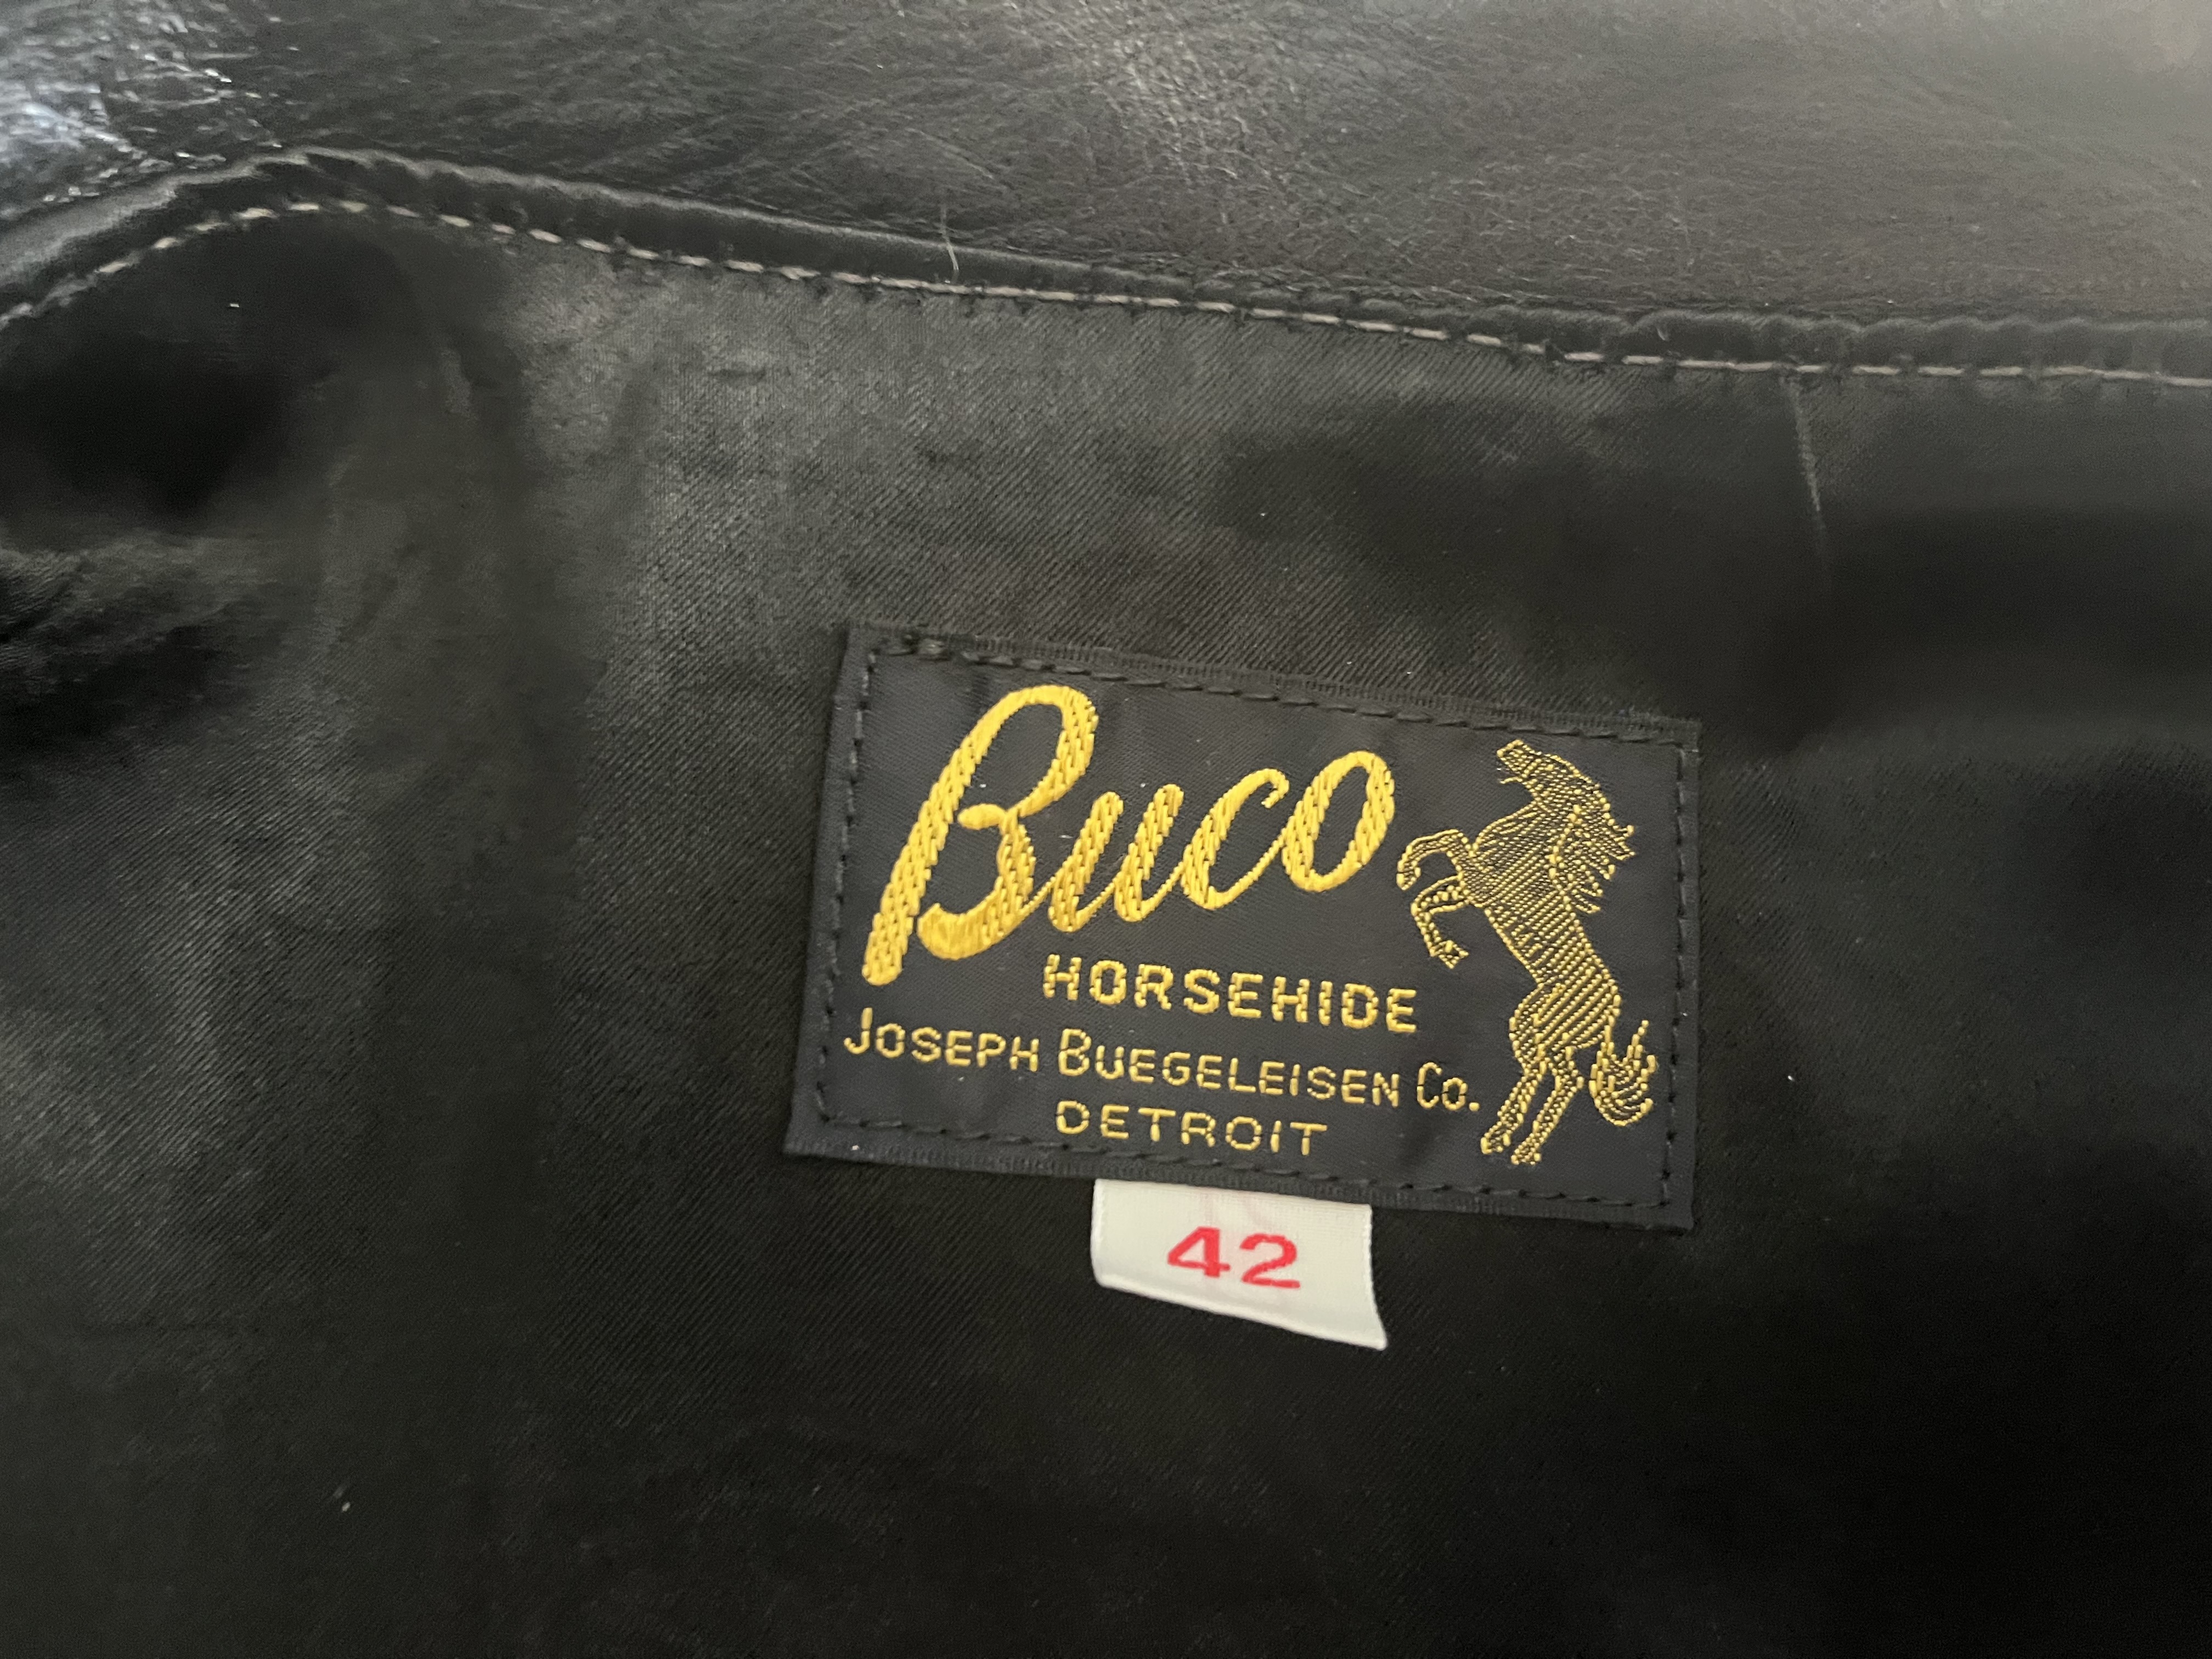 Buco
HORSEHIDE
JOSEPH BUEGELEISEN CO.
DETROIT
42